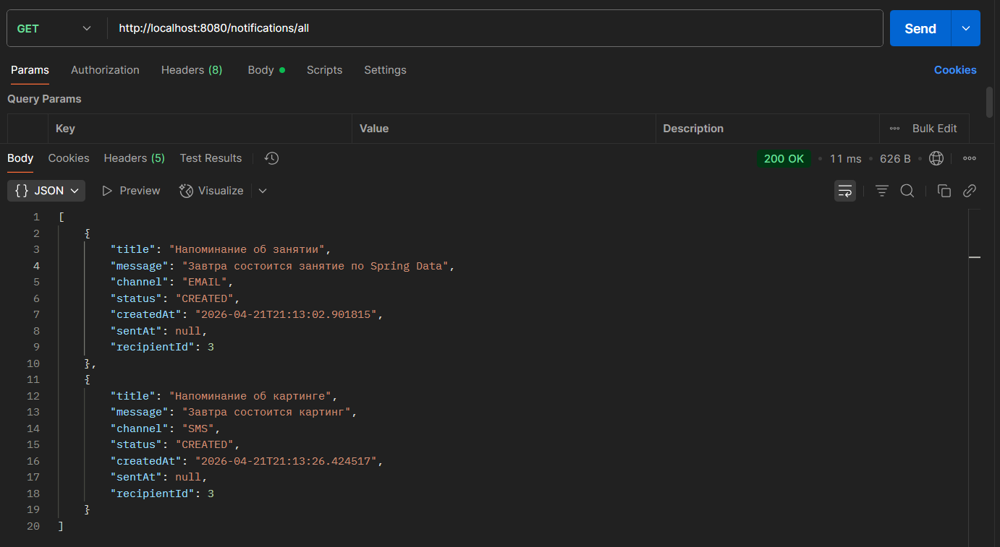 GET http://localhost:8080/notifications/all Send
Params Authorization Headers (8) Body Scripts Settings Cookies
Query Params
Key Value Description Bulk Edit
Body Cookies Headers (5) Test Results 200 OK 11 ms 626 B
{} JSON Preview Visualize
1 [
2 {
3 "title": "Напоминание об занятии",
4 "message": "Завтра состоится занятие по Spring Data",
5 "channel": "EMAIL",
6 "status": "CREATED",
7 "createdAt": "2026-04-21T21:13:02.901815",
8 "sentAt": null,
9 "recipientId": 3
10 },
11 {
12 "title": "Напоминание об картинге",
13 "message": "Завтра состоится картинг",
14 "channel": "SMS",
15 "status": "CREATED",
16 "createdAt": "2026-04-21T21:13:26.424517",
17 "sentAt": null,
18 "recipientId": 3
19 }
20 ]